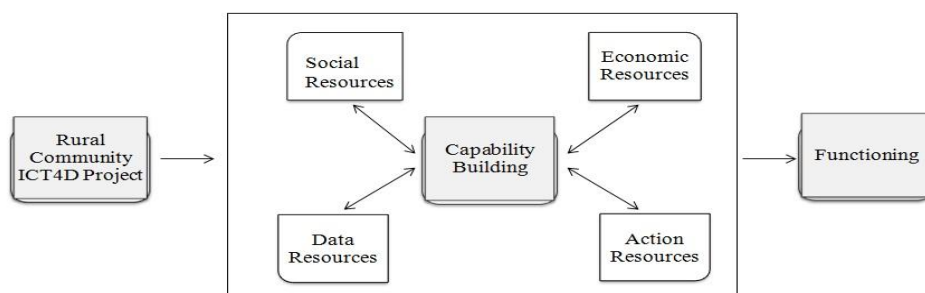 Rural
Community
ICT4D Project
Social
Resources
Economic
Resources
Capability
Building
Data
Resources
Action
Resources
Functioning